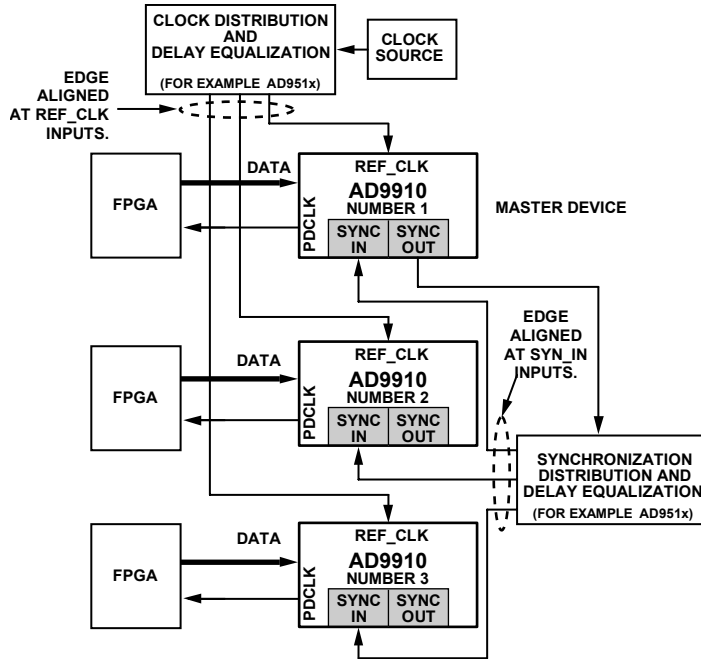 CLOCK DISTRIBUTION
AND
DELAY EQUALIZATION
(FOR EXAMPLE AD951x)
CLOCK
SOURCE
EDGE
ALIGNED
AT REF_CLK
INPUTS.
FPGA
DATA
REF_CLK
AD9910
NUMBER 1
PDCLK
SYNC
IN
SYNC
OUT
MASTER DEVICE
FPGA
DATA
REF_CLK
AD9910
NUMBER 2
PDCLK
SYNC
IN
SYNC
OUT
EDGE
ALIGNED
AT SYN_IN
INPUTS.
SYNCHRONIZATION
DISTRIBUTION AND
DELAY EQUALIZATION
(FOR EXAMPLE AD951x)
FPGA
DATA
REF_CLK
AD9910
NUMBER 3
PDCLK
SYNC
IN
SYNC
OUT